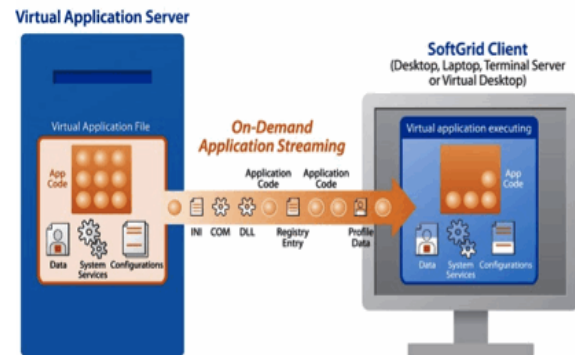 Virtual Application Server
SoftGrid Client
(Desktop, Laptop, Terminal Server
or Virtual Desktop)
Virtual Application File
App
Code
Data
System
Services
Configurations
On-Demand
Application Streaming
Application
Code
Application
Code
INI
COM
DLL
Registry
Entry
Profile
Data
Virtual application executing
App
Code
Data
System
Services
Configurations